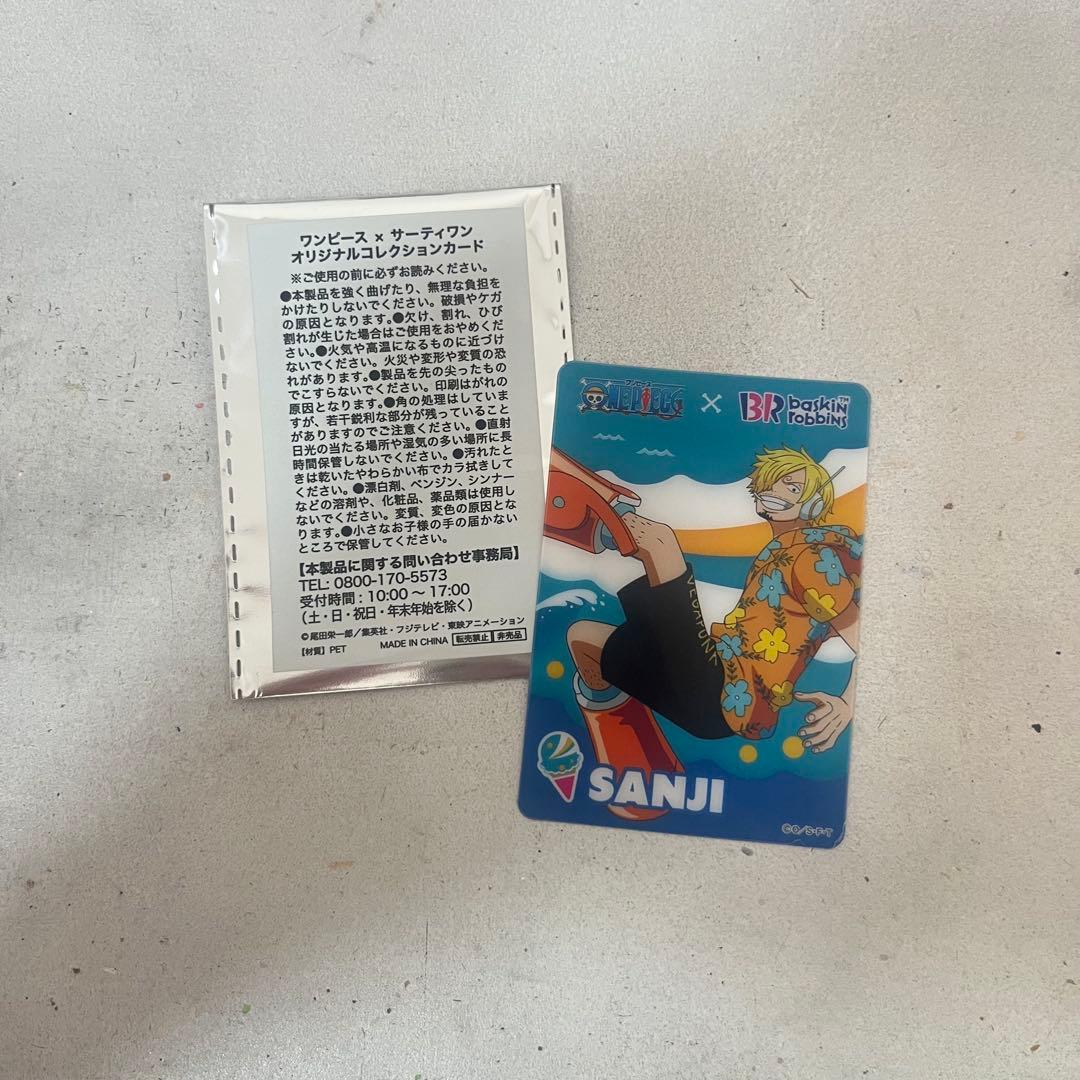 ワンピース × サーティワン
オリジナルコレクションカード
※ご使用の前に必ずお読みください。
●本製品を強く曲げたり、無理な負担を
かけたりしないでください。破損やケガ
の原因となります。●欠け、割れ、ひび
割れが生じた場合はご使用をおやめくだ
さい。●火気や高温になるものに近づけ
ないでください。火災や変形や変質の恐
れがあります。●製品を先の尖ったもの
でこすらないでください。印刷はがれの
原因となります。●角の処理はしていま
すが、若干鋭利な部分が残っていること
がありますのでご注意ください。●直射
日光の当たる場所や湿気の多い場所に長
時間保管しないでください。●汚れたと
きは乾いたやわらかい布でカラ拭きして
ください。●漂白剤、ベンジン、シンナー
などの溶剤や、化粧品、薬品類は使用し
ないでください。変質、変色の原因となり
ます。●小さなお子様の手の届かない
ところで保管してください。
【本製品に関する問い合わせ事務局】
TEL: 0800-170-5573
受付時間:10:00～17:00
（土・日・祝日・年末年始を除く）
©尾田栄一郎／集英社・フジテレビ・東映アニメーション
【材質】PET MADE IN CHINA 転売禁止 非売品
ワンピース
ONE PIECE × BR baskin robbins™
VEGAPUNK
SANJI
©O/S・F・T